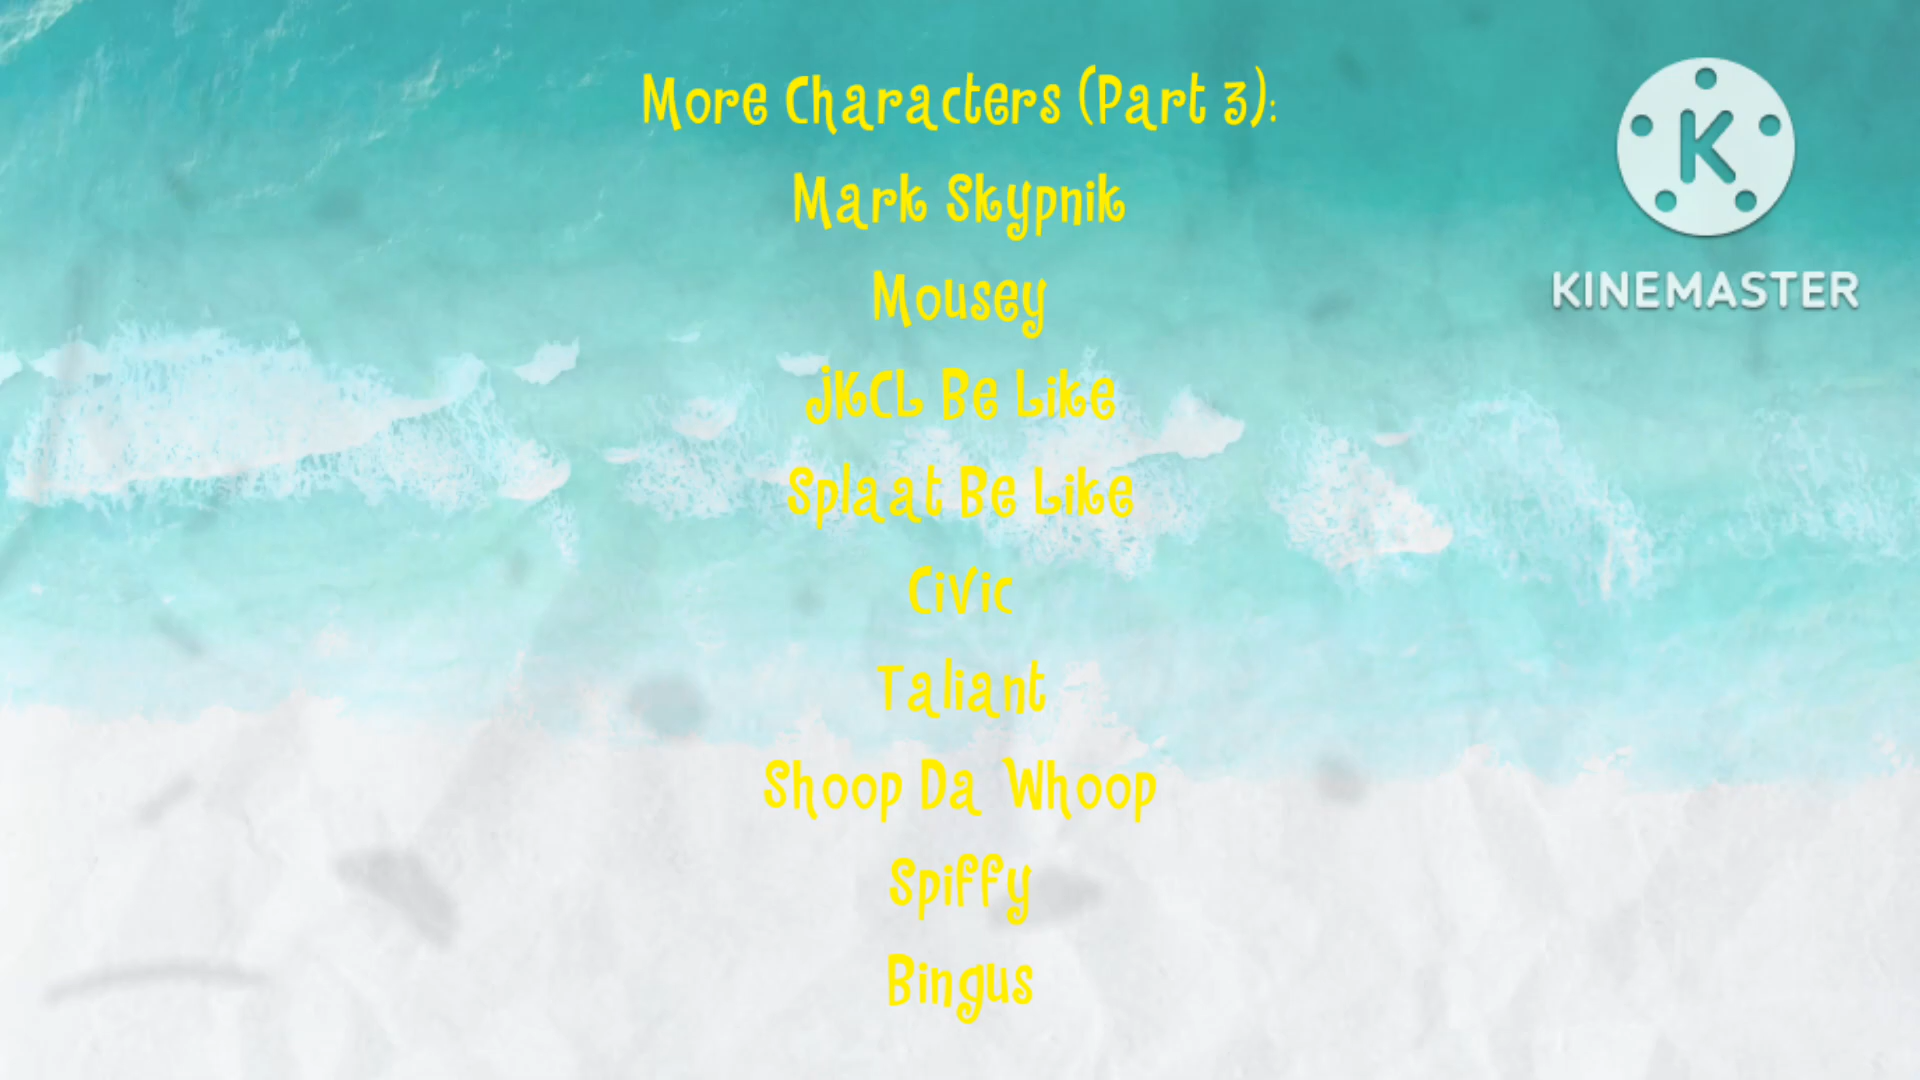 More Characters (Part 3):
Mark Skypnik
Mousey
JKCL Be Like
Splaat Be Like
Civic
Taliant
Shoop Da Whoop
Spiffy
Bingus
K
KINEMASTER